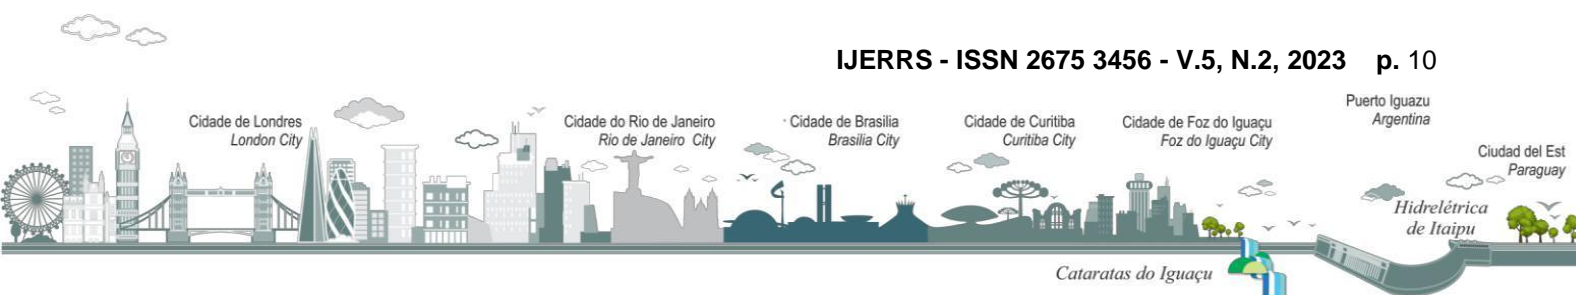 IJERRS - ISSN 2675 3456 - V.5, N.2, 2023 p. 10
Cidade de Londres
London City
Cidade do Rio de Janeiro
Rio de Janeiro City
Cidade de Brasilia
Brasilia City
Cidade de Curitiba
Curitiba City
Cidade de Foz do Iguaçu
Foz do Iguaçu City
Puerto Iguazu
Argentina
Ciudad del Est
Paraguay
Hidrelétrica
de Itaipu
Cataratas do Iguaçu